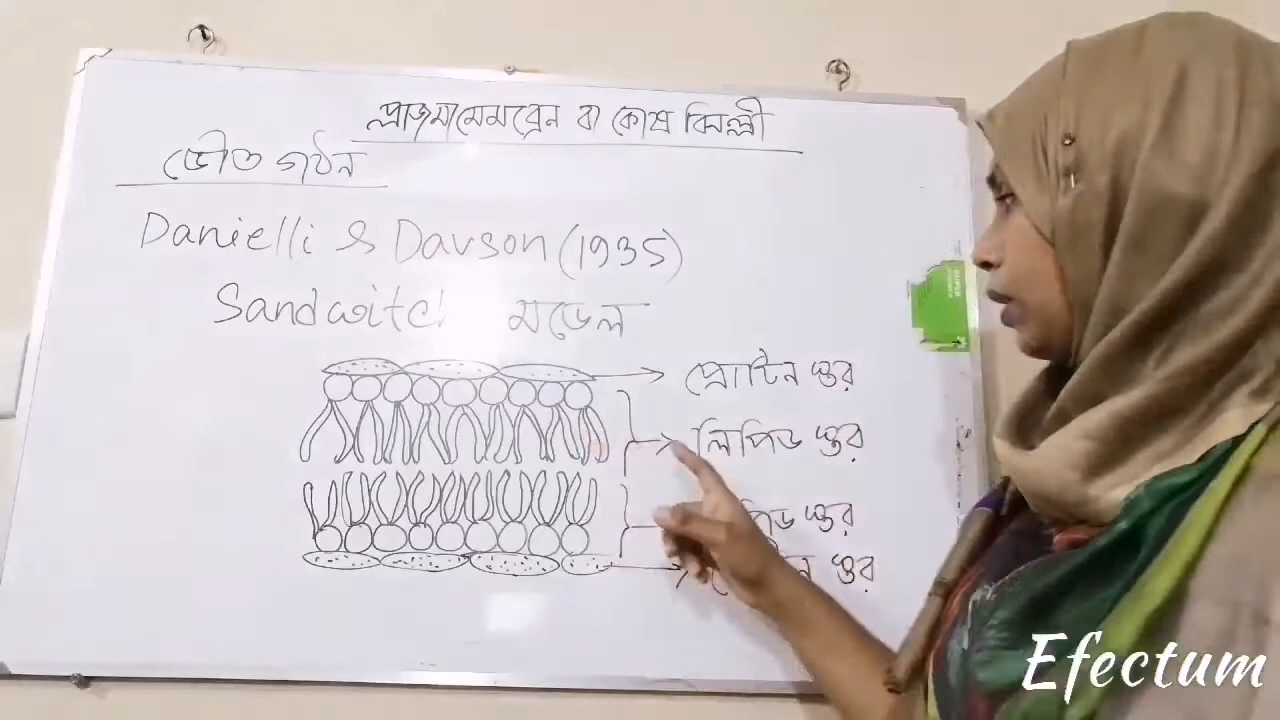 প্লাজমামেমব্রেন বা কোষ ঝিল্লী
ভৌত গঠন
Danielli & Davson (1935)
Sandwitch মডেল
প্রোটিন স্তর
লিপিড স্তর
স্তর
স্তর
Efectum